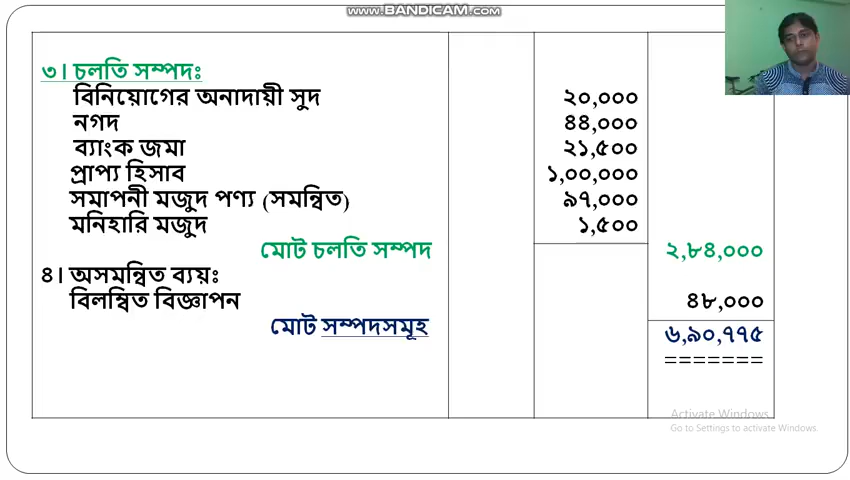 WWW.BANDICAM.COM
৩। চলতি সম্পদঃ
বিনিয়োগের অনাদায়ী সুদ ২০,০০০
নগদ ৪৪,০০০
ব্যাংক জমা ২১,৫০০
প্রাপ্য হিসাব ১,০০,০০০
সমাপনী মজুদ পণ্য (সমন্বিত) ৯৭,০০০
মনিহারি মজুদ ১,৫০০
মোট চলতি সম্পদ ২,৮৪,০০০
৪। অসমন্বিত ব্যয়ঃ
বিলম্বিত বিজ্ঞাপন ৪৮,০০০
মোট সম্পদসমূহ ৬,৯০,৭৭৫
=======
Activate Windows
Go to Settings to activate Windows.